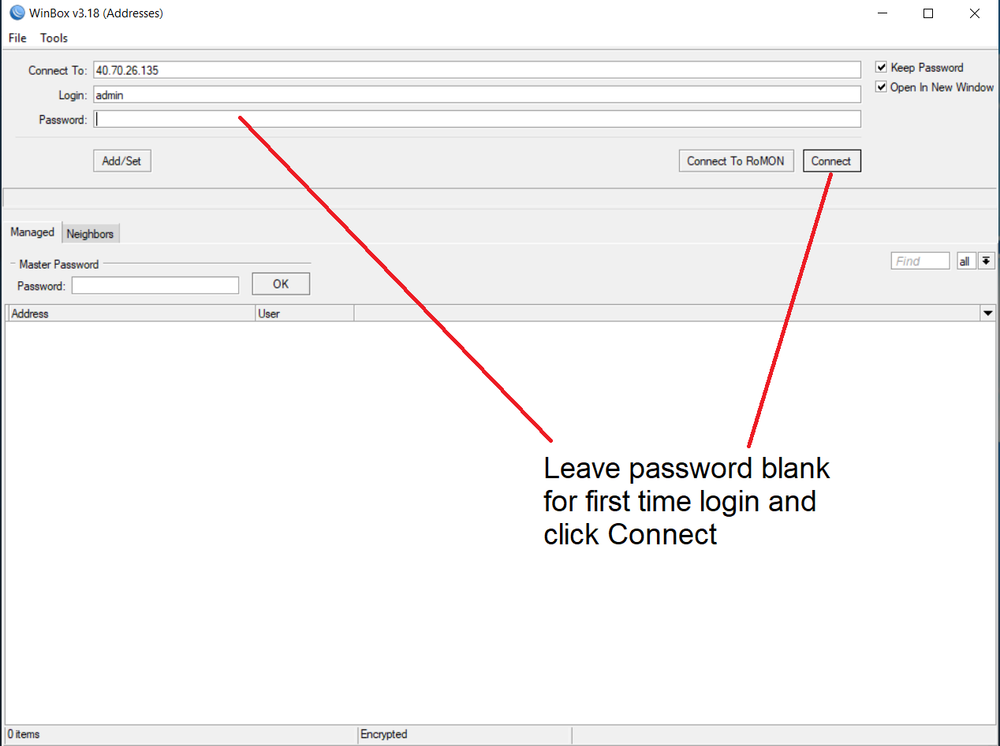 WinBox v3.18 (Addresses)
File Tools
Connect To: 40.70.26.135
Keep Password
Login: admin
Open In New Window
Password:
Add/Set Connect To RoMON Connect
Managed Neighbors
Master Password
Find all
Password: OK
Address User
Leave password blank
for first time login and
click Connect
0 items Encrypted